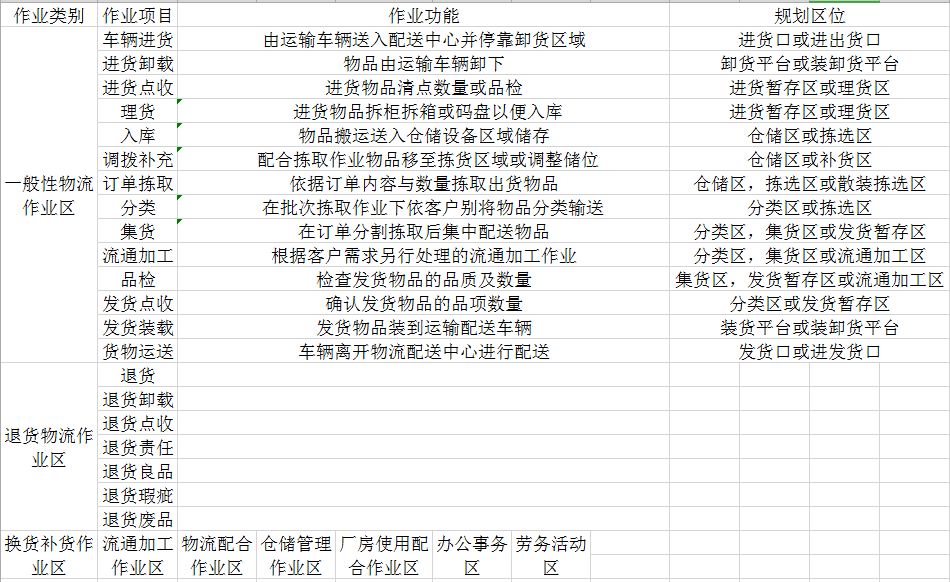 作业类别 作业项目 作业功能 规划区位
一般性物流作业区
车辆进货 由运输车辆送入配送中心并停靠卸货区域 进货口或进出货口
进货卸载 物品由运输车辆卸下 卸货平台或装卸货平台
进货点收 进货物品清点数量或品检 进货暂存区或理货区
理货 进货物品拆柜拆箱或码盘以便入库 进货暂存区或理货区
入库 物品搬运送入仓储设备区域储存 仓储区或拣选区
调拨补充 配合拣取作业物品移至拣货区域或调整储位 仓储区或补货区
订单拣取 依据订单内容与数量拣取出货物品 仓储区，拣选区或散装拣选区
分类 在批次拣取作业下依客户别将物品分类输送 分类区或拣选区
集货 在订单分割拣取后集中配送物品 分类区，集货区或发货暂存区
流通加工 根据客户需求另行处理的流通加工作业 分类区，集货区或流通加工区
品检 检查发货物品的品质及数量 集货区，发货暂存区或流通加工区
发货点收 确认发货物品的品项数量 分类区或发货暂存区
发货装载 发货物品装到运输配送车辆 装货平台或装卸货平台
货物运送 车辆离开物流配送中心进行配送 发货口或进发货口
退货物流作业区
退货
退货卸载
退货点收
退货责任
退货良品
退货瑕疵
退货废品
换货补货作业区 流通加工作业区 物流配合作业区 仓储管理作业区 厂房使用配合作业区 办公事务区 劳务活动区